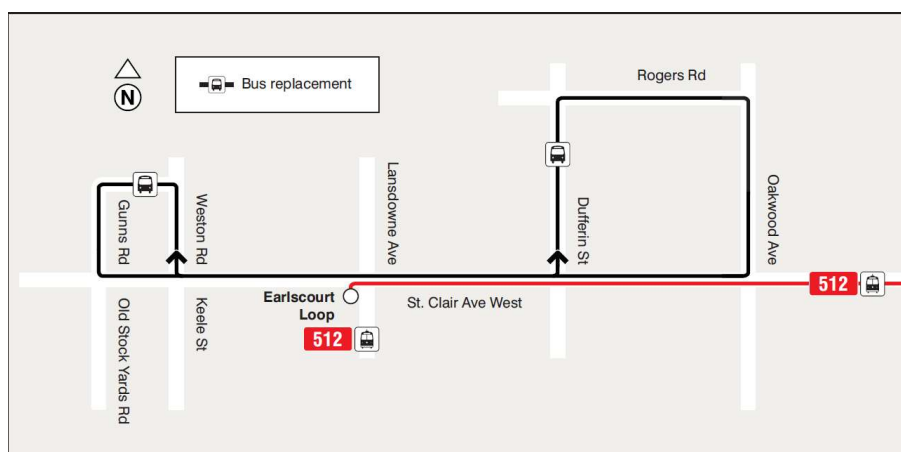 N
Bus replacement
Rogers Rd
Gunns Rd
Weston Rd
Lansdowne Ave
Dufferin St
Oakwood Ave
Old Stock Yards Rd
Keele St
Earlscourt
Loop
512
St. Clair Ave West
512